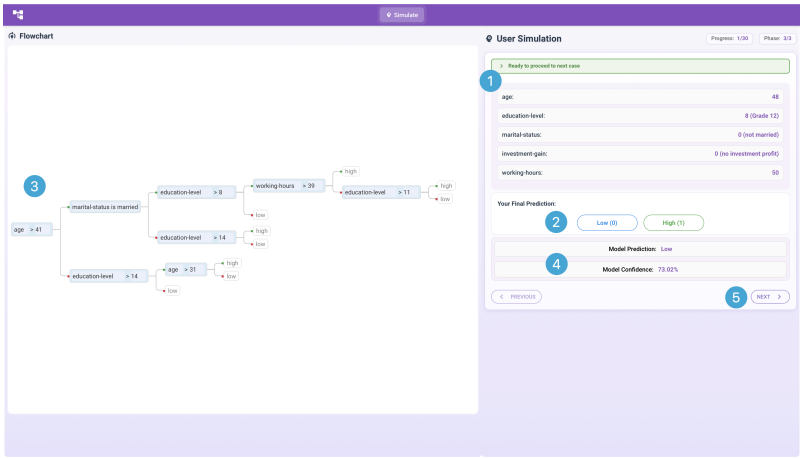 Simulate
Flowchart
User Simulation
Progress: 1/30
Phase: 3/3
Ready to proceed to next case
1
age: 48
education-level: 8 (Grade 12)
marital-status: 0 (not married)
investment-gain: 0 (no investment profit)
working-hours: 50
3
high
working-hours > 39
education-level > 8
education-level > 11
high
low
marital-status is married
low
age > 41
high
education-level > 14
low
high
age > 31
education-level > 14
low
low
Your Final Prediction:
2
Low (0)
High (1)
Model Prediction: Low
4
Model Confidence: 73.02%
PREVIOUS
5
NEXT